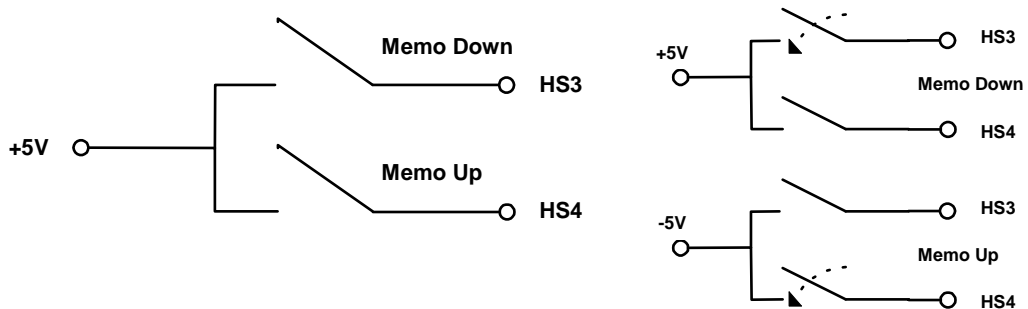 Memo Down
HS3
+5V
Memo Up
HS4
HS3
+5V
Memo Down
HS4
HS3
-5V
Memo Up
HS4